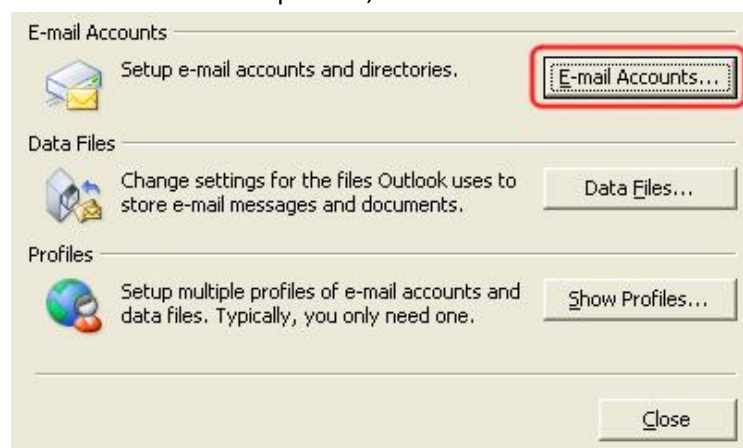 E-mail Accounts
Setup e-mail accounts and directories.
E-mail Accounts...
Data Files
Change settings for the files Outlook uses to
store e-mail messages and documents.
Data Files...
Profiles
Setup multiple profiles of e-mail accounts and
data files. Typically, you only need one.
Show Profiles...
Close